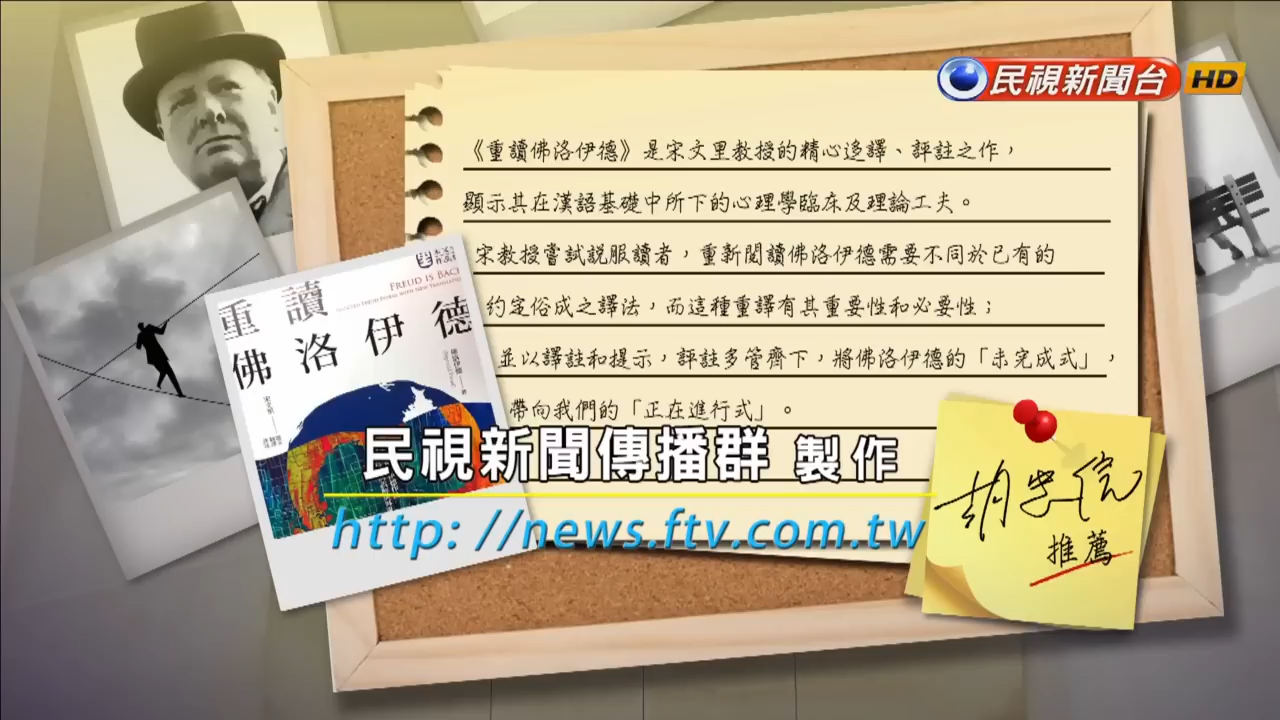 民視新聞台 HD
《重讀佛洛伊德》是宋文里教授的精心迻譯、評註之作，
顯示其在漢語基礎中所下的心理學臨床及理論工夫。
宋教授嘗試說服讀者，重新閱讀佛洛伊德需要不同於已有的
約定俗成之譯法，而這種重譯有其重要性和必要性；
並以譯註和提示，評註多管齊下，將佛洛伊德的「未完成式」，
帶向我們的「正在進行式」。
FREUD IS BACK
重讀
佛洛伊德
民視新聞傳播群 製作
http: //news.ftv.com.tw
胡忠信
推薦